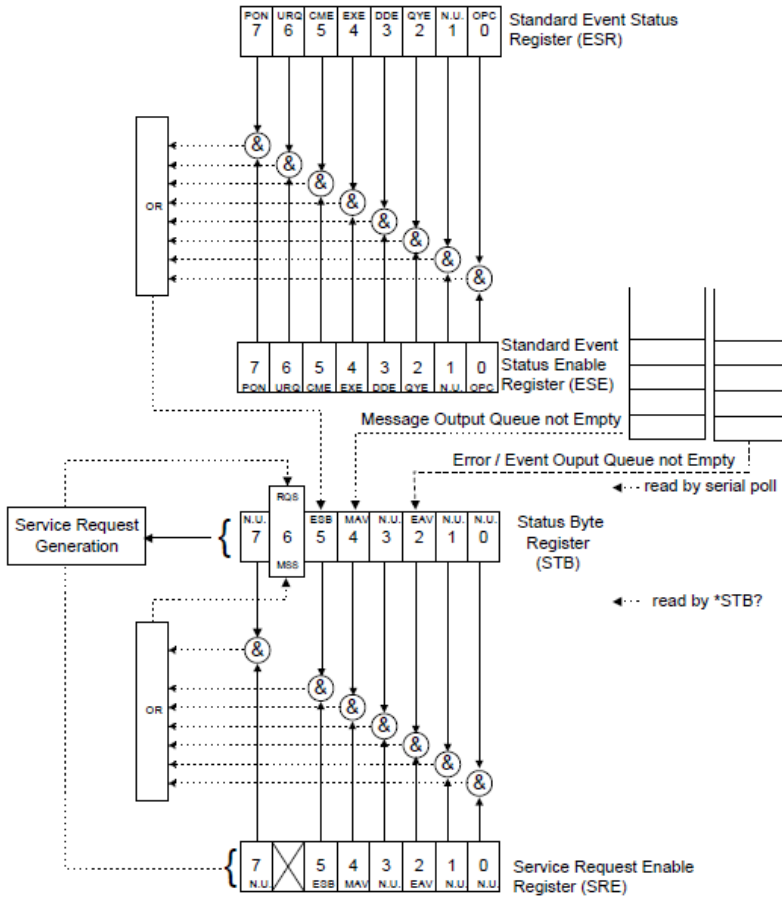 PON URQ CME EXE DDE QYE N.U. OPC
7 6 5 4 3 2 1 0
Standard Event Status
Register (ESR)
&
&
&
&
OR
&
&
&
&
7 6 5 4 3 2 1 0
PON URQ CME EXE DDE QYE N.U. OPC
Standard Event
Status Enable
Register (ESE)
Message Output Queue not Empty
Error / Event Ouput Queue not Empty
read by serial poll
RQS
Service Request
Generation
{
N.U. ESB MAV N.U. EAV N.U. N.U.
7 6 5 4 3 2 1 0
MSS
Status Byte
Register
(STB)
read by *STB?
&
&
OR
&
&
&
&
&
{
7 5 4 3 2 1 0
N.U. ESB MAV N.U. EAV N.U. N.U.
Service Request Enable
Register (SRE)